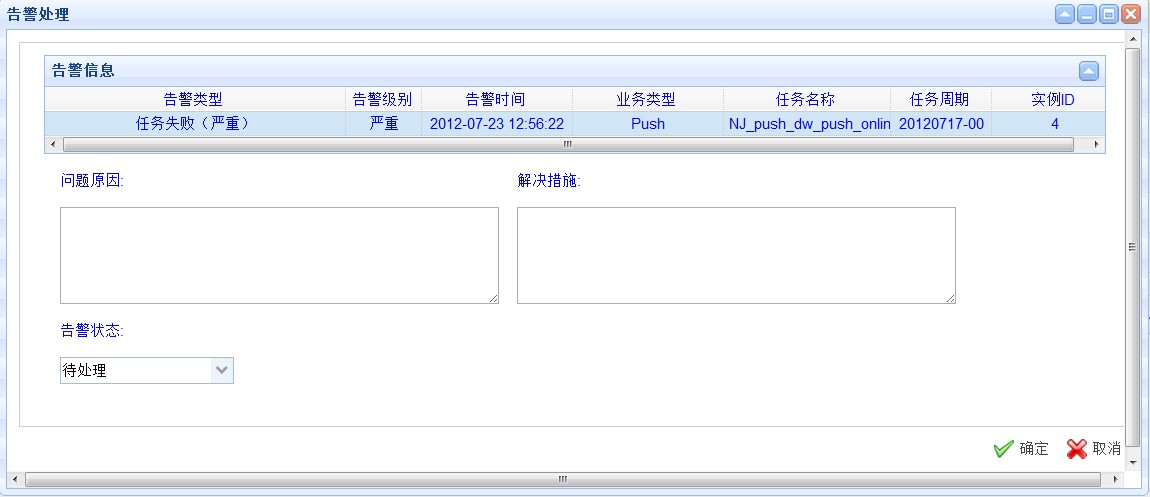 告警处理
告警信息
告警类型 告警级别 告警时间 业务类型 任务名称 任务周期 实例ID
任务失败（严重） 严重 2012-07-23 12:56:22 Push NJ_push_dw_push_onlin 20120717-00 4
问题原因: 解决措施:
告警状态:
待处理
确定 取消